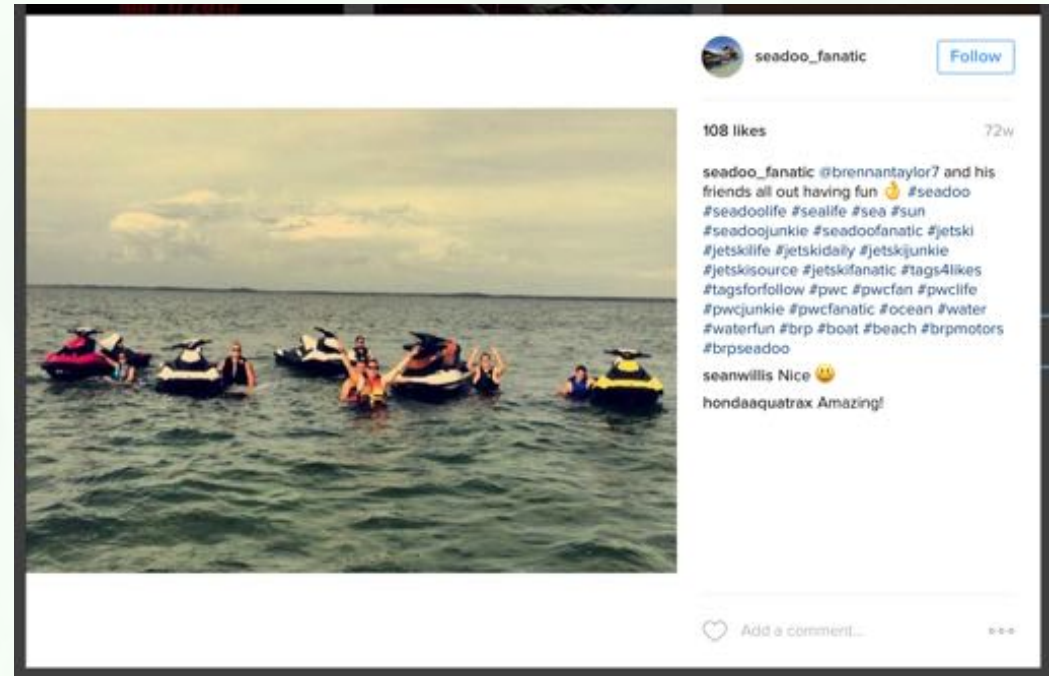 seadoo_fanatic
Follow
108 likes
72w
seadoo_fanatic @brennantaylor7 and his
friends all out having fun 👌 #seadoo
#seadoolife #sealife #sea #sun
#seadoojunkie #seadoofanatic #jetski
#jetskilife #jetskidaily #jetskijunkie
#jetskisource #jetskifanatic #tags4likes
#tagsforfollow #pwc #pwcfan #pwclife
#pwcjunkie #pwcfanatic #ocean #water
#waterfun #brp #boat #beach #brpmotors
#brpseadoo
seanwillis Nice 😃
hondaaquatrax Amazing!
Add a comment...